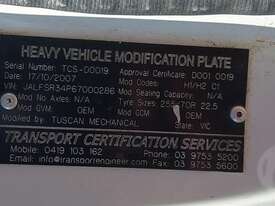 HEAVY VEHICLE MODIFICATION PLATE
Serial Number: TCS-00019 Approval Certificate: D001 0019
Date: 17/10/2007 Mod Codes: H1/H2 C1
VIN: JALFSR34P67000286 Mod Seating Capacity: N/A
Mod No Axles: N/A Tyre Sizes: 255 70R 22.5
Mod GVM: OEM Mod GCM: OEM
Modified by: TUSCAN MECHANICAL State: VIC
TRANSPORT CERTIFICATION SERVICES
Mobile: 0419 103 162 Phone: 03 9753 5200
Email: info@transportengineer.com Fax: 03 9753 5600